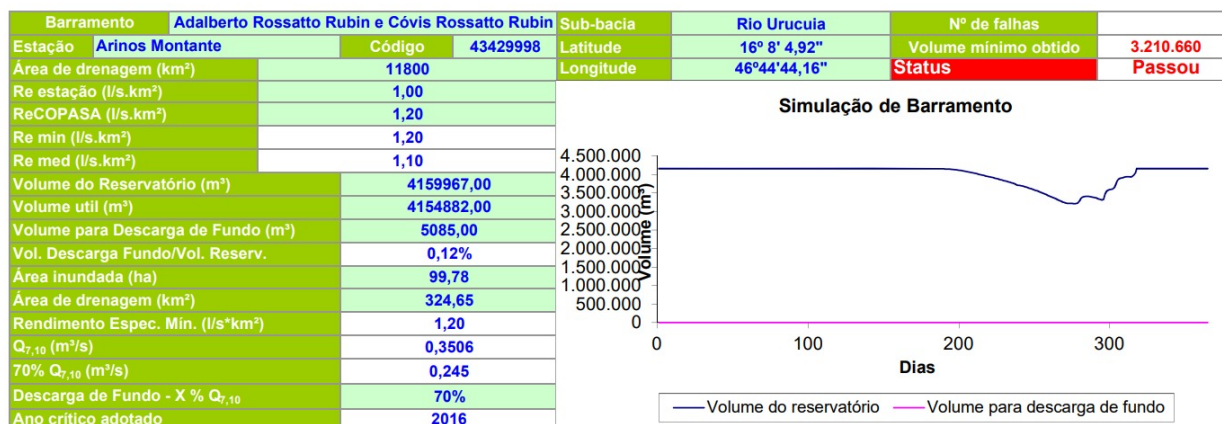 Barramento Adalberto Rossatto Rubin e Cóvis Rossatto Rubin Sub-bacia Rio Urucuia Nº de falhas
Estação Arinos Montante Código 43429998 Latitude 16º 8' 4,92" Volume mínimo obtido 3.210.660
Área de drenagem (km²) 11800 Longitude 46º44'44,16" Status Passou
Re estação (l/s.km²) 1,00
ReCOPASA (l/s.km²) 1,20
Re min (l/s.km²) 1,20
Re med (l/s.km²) 1,10
Volume do Reservatório (m³) 4159967,00
Volume util (m³) 4154882,00
Volume para Descarga de Fundo (m³) 5085,00
Vol. Descarga Fundo/Vol. Reserv. 0,12%
Área inundada (ha) 99,78
Área de drenagem (km²) 324,65
Rendimento Espec. Mín. (l/s*km²) 1,20
Q7,10 (m³/s) 0,3506
70% Q7,10 (m³/s) 0,245
Descarga de Fundo - X % Q7,10 70%
Ano crítico adotado 2016
Simulação de Barramento
Volume (m³)
4.500.000
4.000.000
3.500.000
3.000.000
2.500.000
2.000.000
1.500.000
1.000.000
500.000
0
0 100 200 300
Dias
Volume do reservatório Volume para descarga de fundo